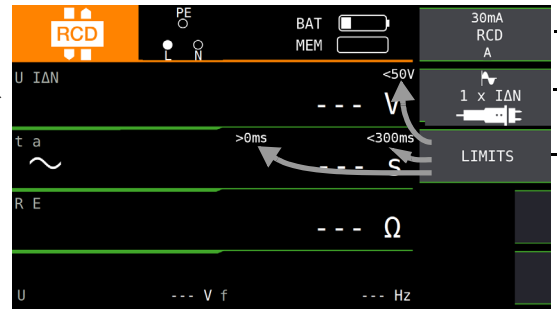 RCD
PE
L N
BAT
MEM
30mA
RCD
A
U IΔN
<50V
--- V
1 x IΔN
t a
>0ms
<300ms
--- s
LIMITS
R E
--- Ω
U --- V f --- Hz